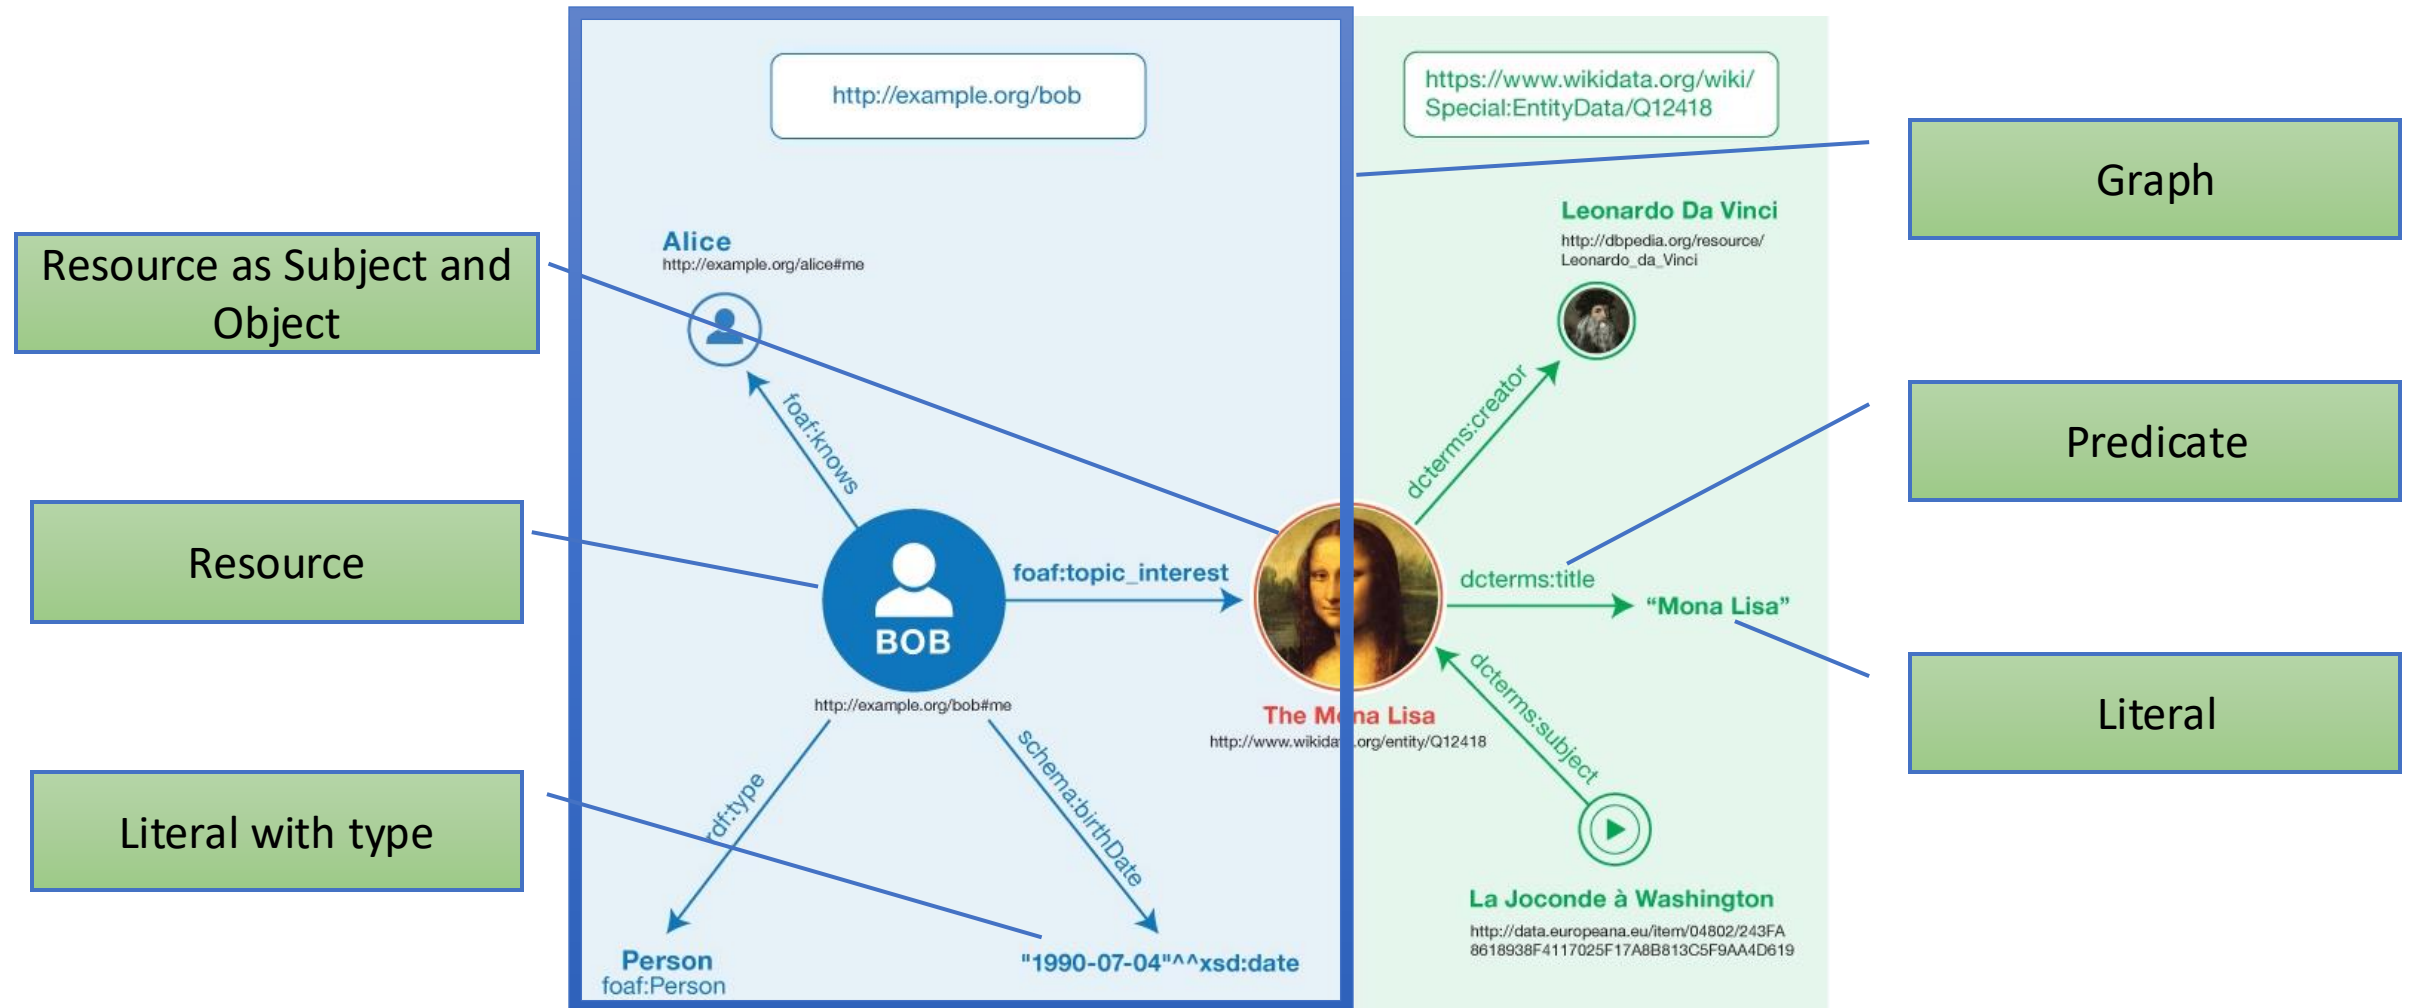 http://example.org/bob
https://www.wikidata.org/wiki/
Special:EntityData/Q12418
Graph
Leonardo Da Vinci
http://dbpedia.org/resource/
Leonardo_da_Vinci
Alice
http://example.org/alice#me
Resource as Subject and
Object
foaf:knows
dcterms:creator
Predicate
Resource
BOB
http://example.org/bob#me
foaf:topic_interest
dcterms:title
“Mona Lisa”
The Mona Lisa
http://www.wikidata.org/entity/Q12418
dcterms:subject
Literal
Literal with type
rdf:type
schema:birthDate
Person
foaf:Person
"1990-07-04"^^xsd:date
La Joconde à Washington
http://data.europeana.eu/item/04802/243FA
8618938F4117025F17A8B813C5F9AA4D619